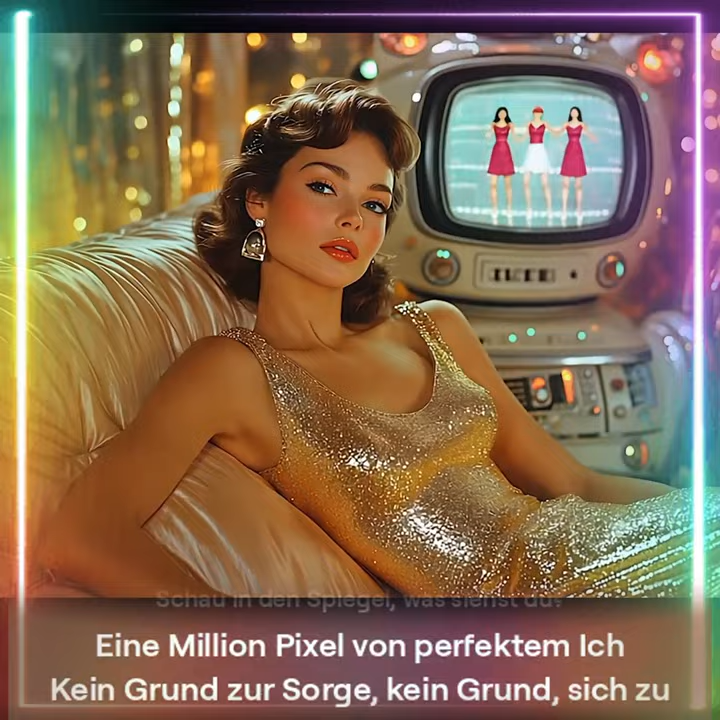 Schau in den Spiegel, was siehst du?
Eine Million Pixel von perfektem Ich
Kein Grund zur Sorge, kein Grund, sich zu